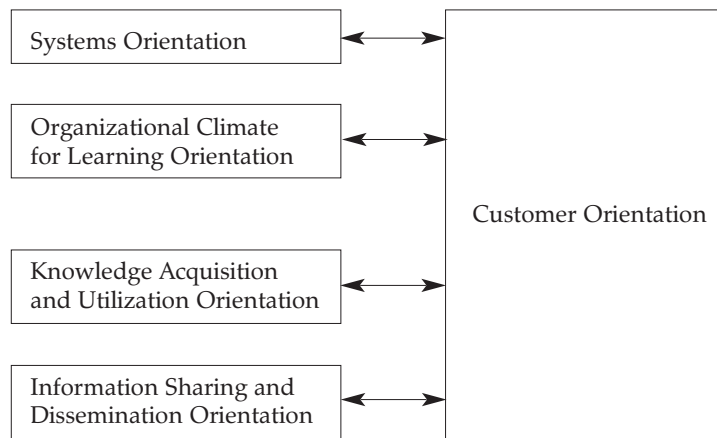 Systems Orientation
Organizational Climate
for Learning Orientation
Customer Orientation
Knowledge Acquisition
and Utilization Orientation
Information Sharing and
Dissemination Orientation